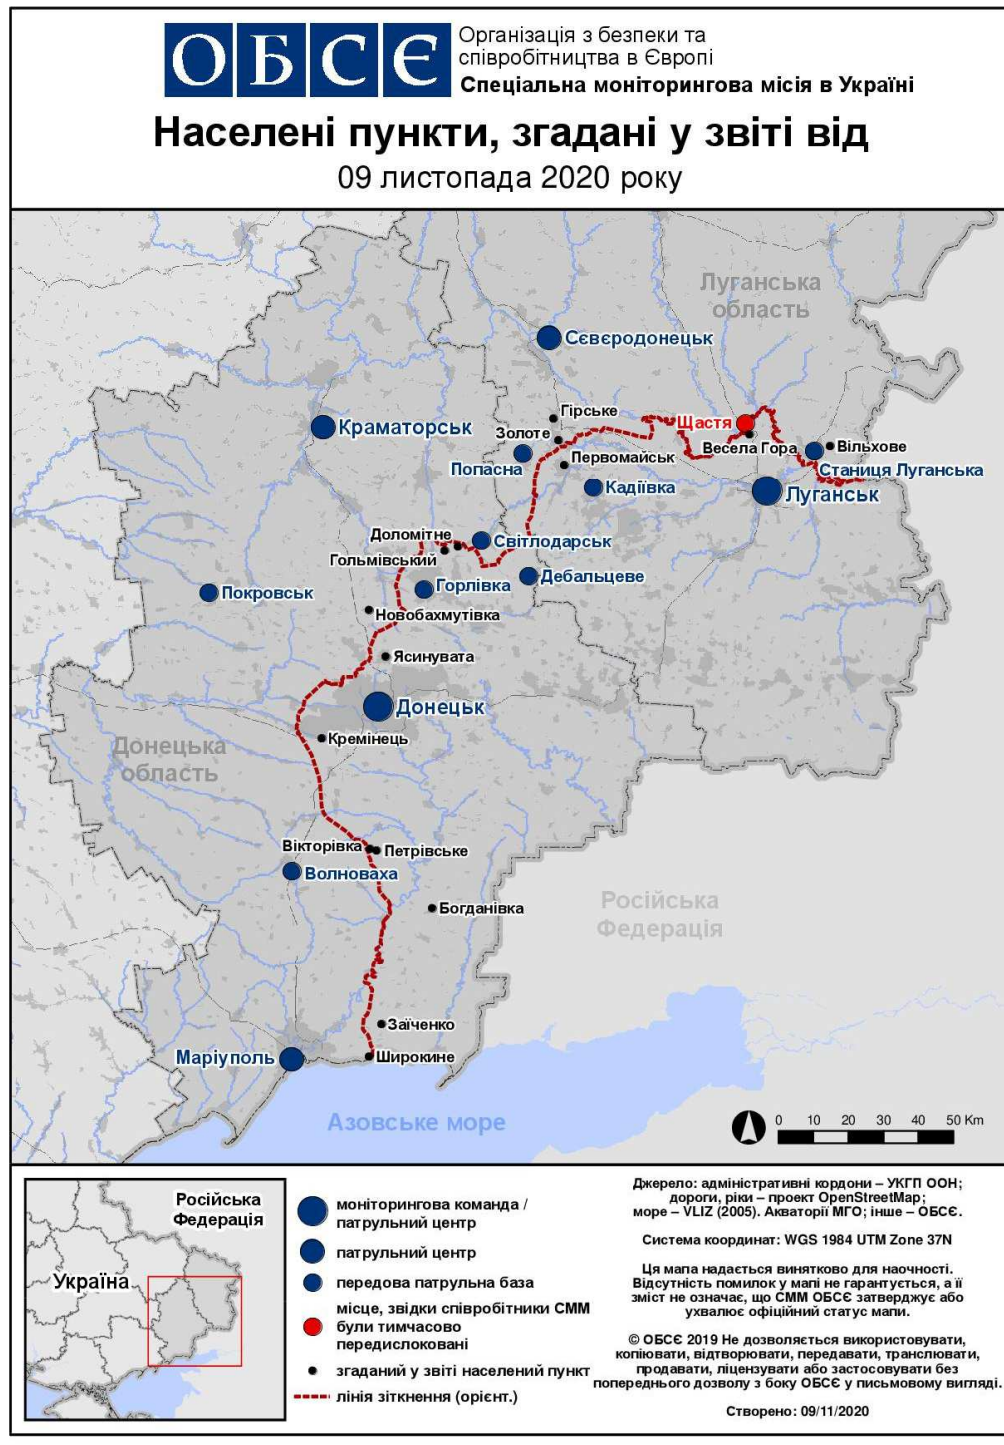 ОБСЄ
Організація з безпеки та
співробітництва в Європі
Спеціальна моніторингова місія в Україні
Населені пункти, згадані у звіті від
09 листопада 2020 року
Луганська
область
Сєвєродонецьк
Гірське
Щастя
Краматорськ
Золоте
Весела Гора
Вільхове
Попасна
Первомайськ
Станиця Луганська
Кадіївка
Луганськ
Доломітне
Світлодарськ
Гольмівський
Дебальцеве
Горлівка
Покровськ
Новобахмутівка
Ясинувата
Донецьк
Кремінець
Донецька
область
Вікторівка
Петрівське
Волноваха
Богданівка
Російська
Федерація
Заїченко
Маріуполь
Широкине
Азовське море
0 10 20 30 40 50 Km
Російська
Федерація
Україна
моніторингова команда /
патрульний центр
патрульний центр
передова патрульна база
місце, звідки співробітники СММ
були тимчасово
передислоковані
згаданий у звіті населений пункт
лінія зіткнення (орієнт.)
Джерело: адміністративні кордони – УКГП ООН;
дороги, ріки – проект OpenStreetMap;
море – VLIZ (2005). Акваторії МГО; інше – ОБСЄ.
Система координат: WGS 1984 UTM Zone 37N
Ця мапа надається винятково для наочності.
Відсутність помилок у мапі не гарантується, а її
зміст не означає, що СММ ОБСЄ затверджує або
ухвалює офіційний статус мапи.
© ОБСЄ 2019 Не дозволяється використовувати,
копіювати, відтворювати, передавати, транслювати,
продавати, ліцензувати або застосовувати без
попереднього дозволу з боку ОБСЄ у письмовому вигляді.
Створено: 09/11/2020